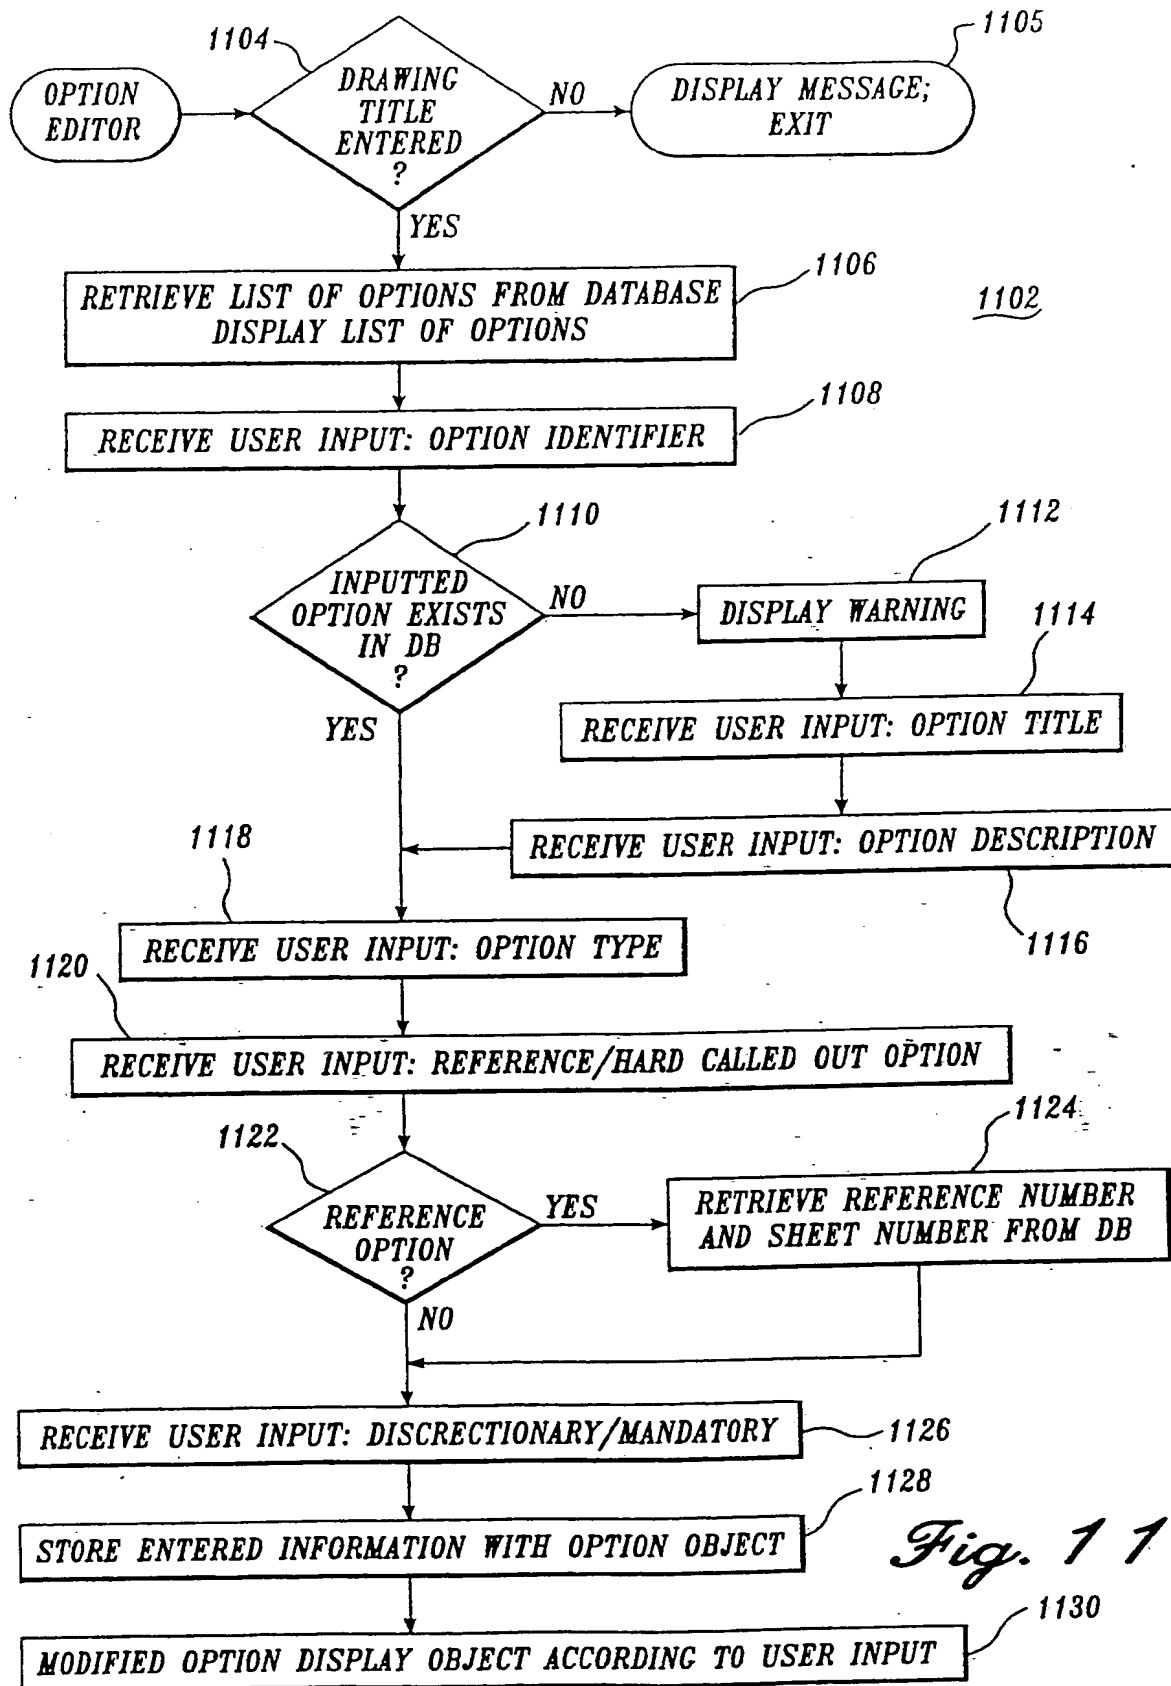 1104
1105
OPTION
EDITOR
DRAWING
TITLE
ENTERED
?
NO
DISPLAY MESSAGE;
EXIT
YES
1106
RETRIEVE LIST OF OPTIONS FROM DATABASE
DISPLAY LIST OF OPTIONS
1102
1108
RECEIVE USER INPUT: OPTION IDENTIFIER
1110
1112
INPUTTED
OPTION EXISTS
IN DB
?
NO
DISPLAY WARNING
1114
YES
RECEIVE USER INPUT: OPTION TITLE
1118
RECEIVE USER INPUT: OPTION DESCRIPTION
1116
RECEIVE USER INPUT: OPTION TYPE
1120
RECEIVE USER INPUT: REFERENCE/HARD CALLED OUT OPTION
1122
1124
REFERENCE
OPTION
?
YES
RETRIEVE REFERENCE NUMBER
AND SHEET NUMBER FROM DB
NO
RECEIVE USER INPUT: DISCRECTIONARY/MANDATORY
1126
1128
STORE ENTERED INFORMATION WITH OPTION OBJECT
Fig. 11
1130
MODIFIED OPTION DISPLAY OBJECT ACCORDING TO USER INPUT